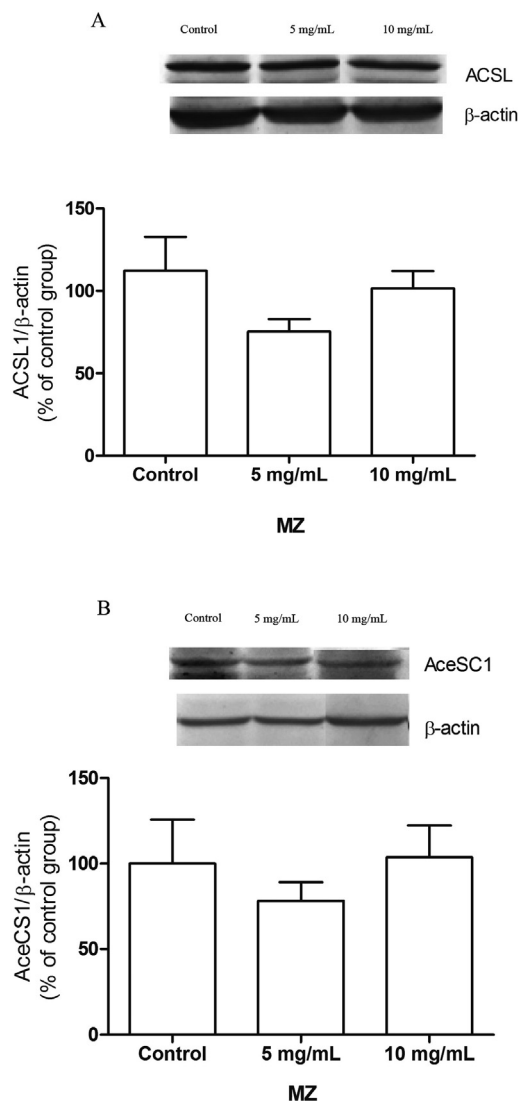 A
Control 5 mg/mL 10 mg/mL
ACSL
β-actin
ACSL1/β-actin
(% of control group)
150
100
50
0
Control 5 mg/mL 10 mg/mL
MZ
B
Control 5 mg/mL 10 mg/mL
AceSC1
β-actin
AceCS1/β-actin
(% of control group)
150
100
50
0
Control 5 mg/mL 10 mg/mL
MZ